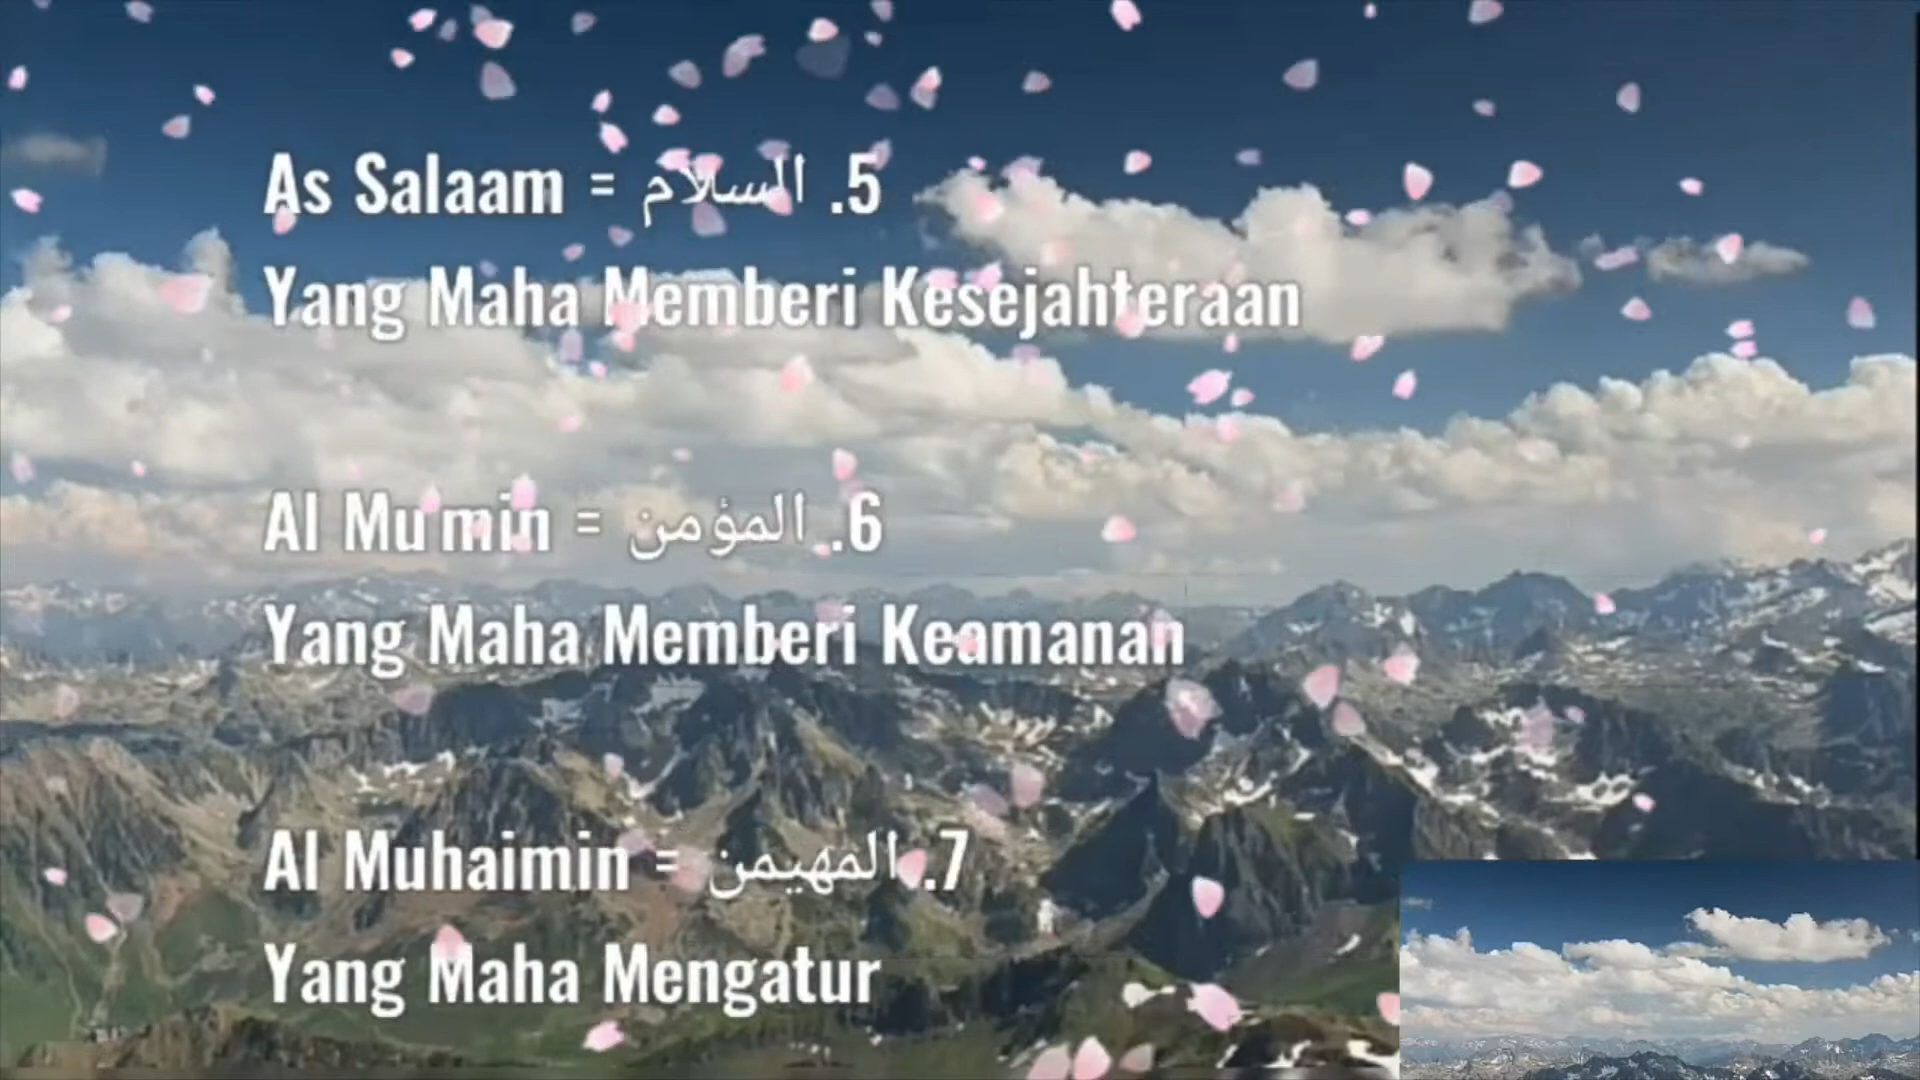 As Salaam = السلام .5
Yang Maha Memberi Kesejahteraan
Al Mu'min = المؤمن .6
Yang Maha Memberi Keamanan
Al Muhaimin = المهيمن .7
Yang Maha Mengatur